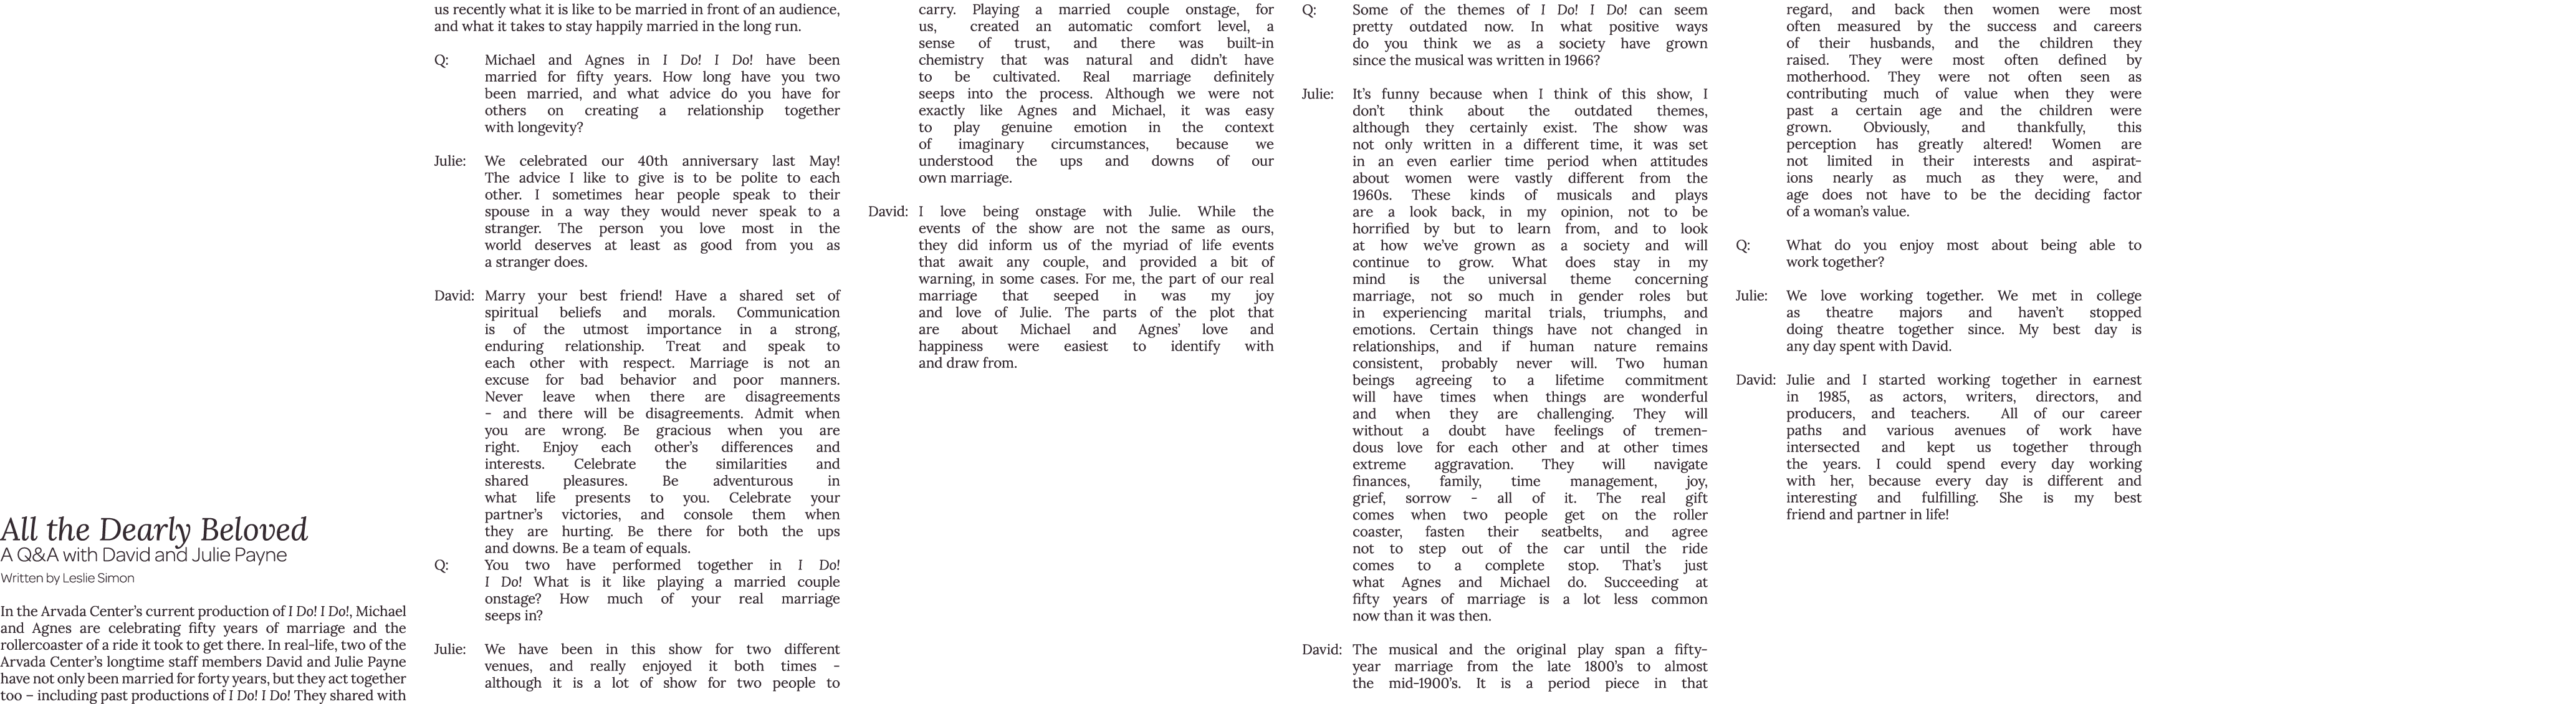 All the Dearly Beloved
A Q&A with David and Julie Payne
Written by Leslie Simon
In the Arvada Center's current production of I Do! I Do!, Michael
and Agnes are celebrating fifty years of marriage and the
rollercoaster of a ride it took to get there. In real-life, two of the
Arvada Center's longtime staff members David and Julie Payne
have not only been married for forty years, but they act together
too – including past productions of I Do! I Do! They shared with
us recently what it is like to be married in front of an audience,
and what it takes to stay happily married in the long run.
Q: Michael and Agnes in I Do! I Do! have been
married for fifty years. How long have you two
been married, and what advice do you have for
others on creating a relationship together
with longevity?
Julie: We celebrated our 40th anniversary last May!
The advice I like to give is to be polite to each
other. I sometimes hear people speak to their
spouse in a way they would never speak to a
stranger. The person you love most in the
world deserves at least as good from you as
a stranger does.
David: Marry your best friend! Have a shared set of
spiritual beliefs and morals. Communication
is of the utmost importance in a strong,
enduring relationship. Treat and speak to
each other with respect. Marriage is not an
excuse for bad behavior and poor manners.
Never leave when there are disagreements
- and there will be disagreements. Admit when
you are wrong. Be gracious when you are
right. Enjoy each other's differences and
interests. Celebrate the similarities and
shared pleasures. Be adventurous in
what life presents to you. Celebrate your
partner's victories, and console them when
they are hurting. Be there for both the ups
and downs. Be a team of equals.
Q: You two have performed together in I Do!
I Do! What is it like playing a married couple
onstage? How much of your real marriage
seeps in?
Julie: We have been in this show for two different
venues, and really enjoyed it both times -
although it is a lot of show for two people to
carry. Playing a married couple onstage, for
us, created an automatic comfort level, a
sense of trust, and there was built-in
chemistry that was natural and didn't have
to be cultivated. Real marriage definitely
seeps into the process. Although we were not
exactly like Agnes and Michael, it was easy
to play genuine emotion in the context
of imaginary circumstances, because we
understood the ups and downs of our
own marriage.
David: I love being onstage with Julie. While the
events of the show are not the same as ours,
they did inform us of the myriad of life events
that await any couple, and provided a bit of
warning, in some cases. For me, the part of our real
marriage that seeped in was my joy
and love of Julie. The parts of the plot that
are about Michael and Agnes' love and
happiness were easiest to identify with
and draw from.
Q: Some of the themes of I Do! I Do! can seem
pretty outdated now. In what positive ways
do you think we as a society have grown
since the musical was written in 1966?
Julie: It's funny because when I think of this show, I
don't think about the outdated themes,
although they certainly exist. The show was
not only written in a different time, it was set
in an even earlier time period when attitudes
about women were vastly different from the
1960s. These kinds of musicals and plays
are a look back, in my opinion, not to be
horrified by but to learn from, and to look
at how we've grown as a society and will
continue to grow. What does stay in my
mind is the universal theme concerning
marriage, not so much in gender roles but
in experiencing marital trials, triumphs, and
emotions. Certain things have not changed in
relationships, and if human nature remains
consistent, probably never will. Two human
beings agreeing to a lifetime commitment
will have times when things are wonderful
and when they are challenging. They will
without a doubt have feelings of tremen-
dous love for each other and at other times
extreme aggravation. They will navigate
finances, family, time management, joy,
grief, sorrow - all of it. The real gift
comes when two people get on the roller
coaster, fasten their seatbelts, and agree
not to step out of the car until the ride
comes to a complete stop. That's just
what Agnes and Michael do. Succeeding at
fifty years of marriage is a lot less common
now than it was then.
David: The musical and the original play span a fifty-
year marriage from the late 1800's to almost
the mid-1900's. It is a period piece in that
regard, and back then women were most
often measured by the success and careers
of their husbands, and the children they
raised. They were most often defined by
motherhood. They were not often seen as
contributing much of value when they were
past a certain age and the children were
grown. Obviously, and thankfully, this
perception has greatly altered! Women are
not limited in their interests and aspirat-
ions nearly as much as they were, and
age does not have to be the deciding factor
of a woman's value.
Q: What do you enjoy most about being able to
work together?
Julie: We love working together. We met in college
as theatre majors and haven't stopped
doing theatre together since. My best day is
any day spent with David.
David: Julie and I started working together in earnest
in 1985, as actors, writers, directors, and
producers, and teachers. All of our career
paths and various avenues of work have
intersected and kept us together through
the years. I could spend every day working
with her, because every day is different and
interesting and fulfilling. She is my best
friend and partner in life!